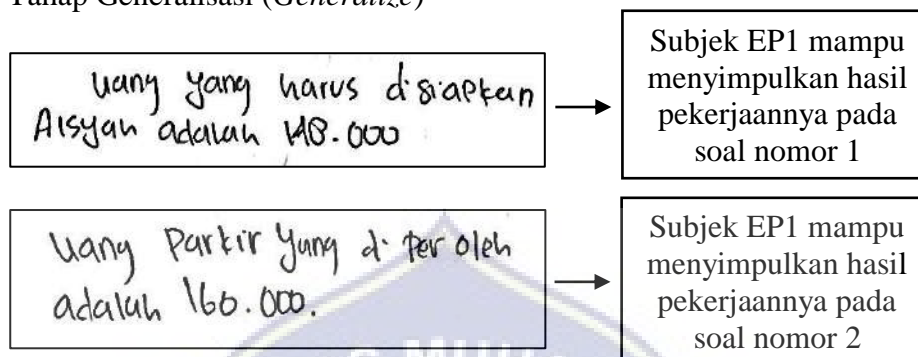 Tahap Generalisasi (Generalize)
uang yang harus disiapkan
Aisyah adalah 148.000
Subjek EP1 mampu
menyimpulkan hasil
pekerjaannya pada
soal nomor 1
uang Parkir yang di per oleh
adalah 160.000.
Subjek EP1 mampu
menyimpulkan hasil
pekerjaannya pada
soal nomor 2